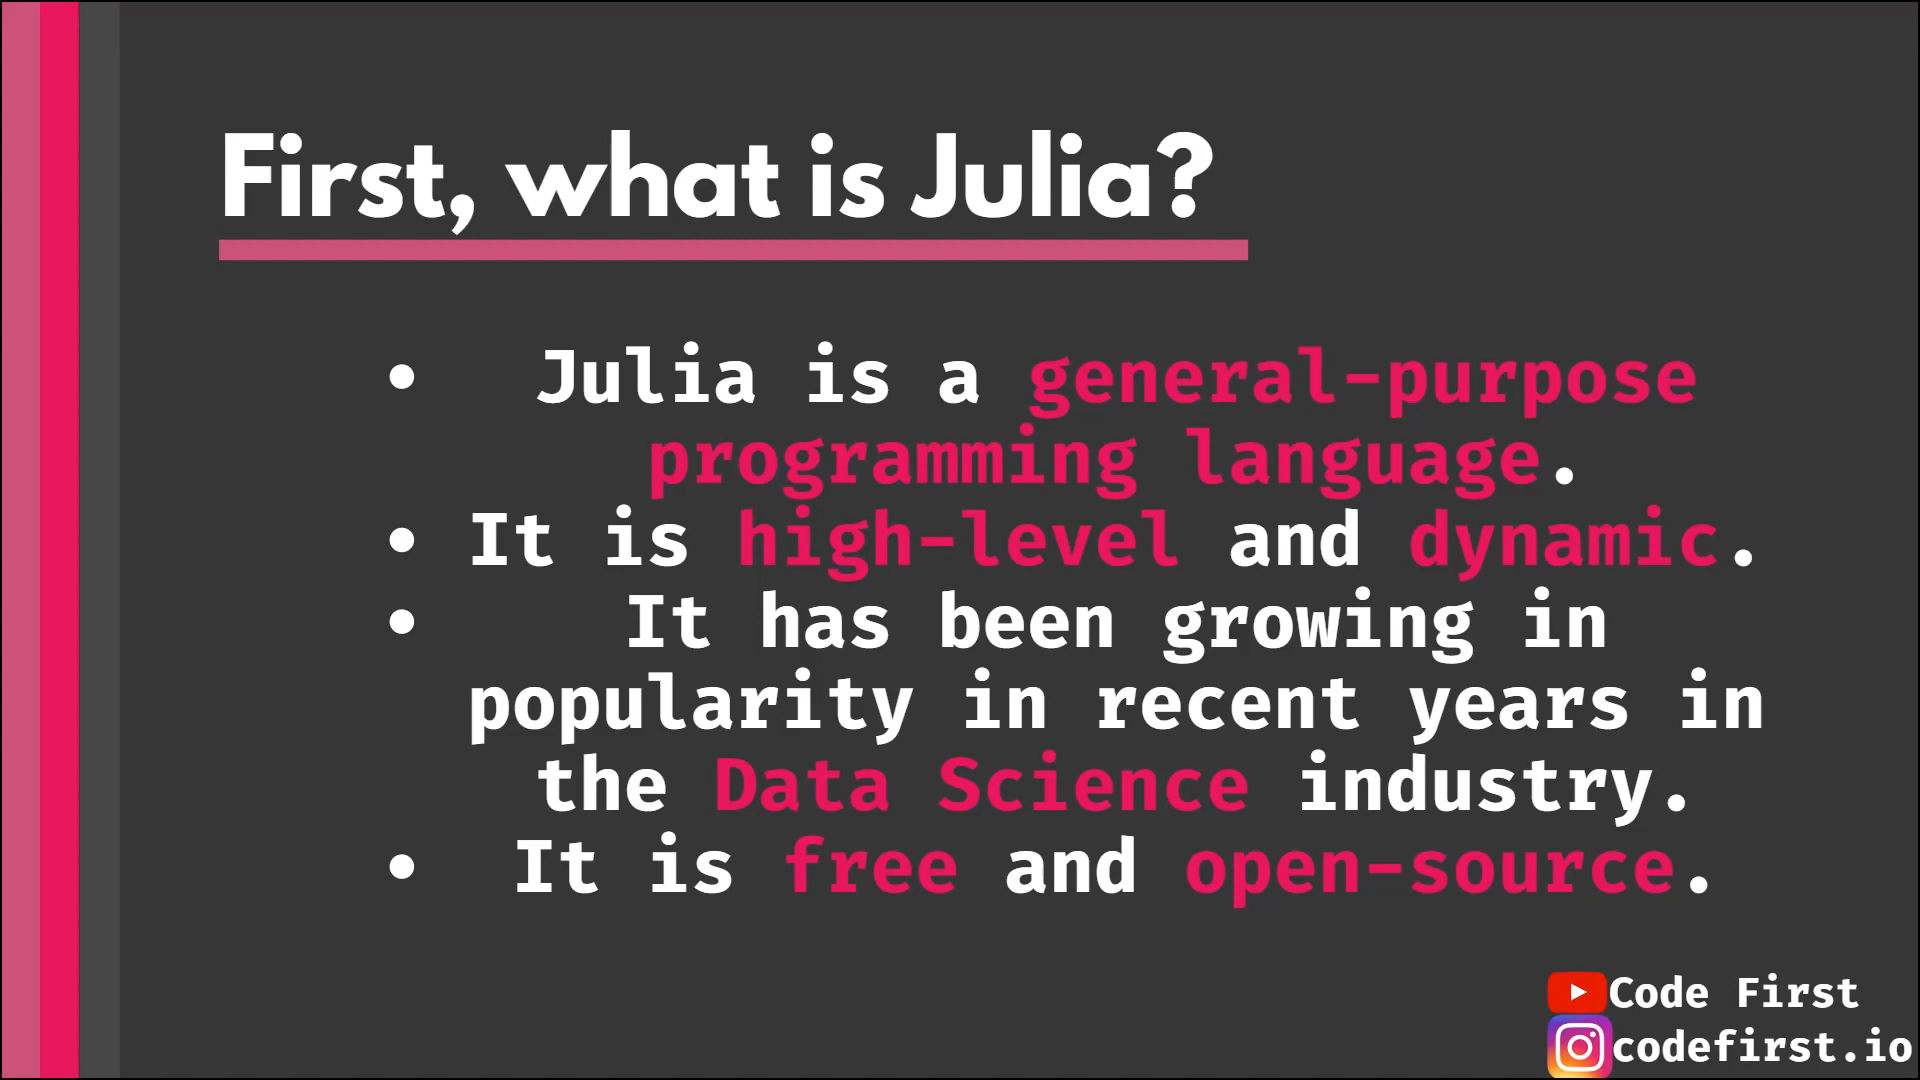 First, what is Julia?
• Julia is a general-purpose
programming language.
• It is high-level and dynamic.
• It has been growing in
popularity in recent years in
the Data Science industry.
• It is free and open-source.
Code First
codefirst.io